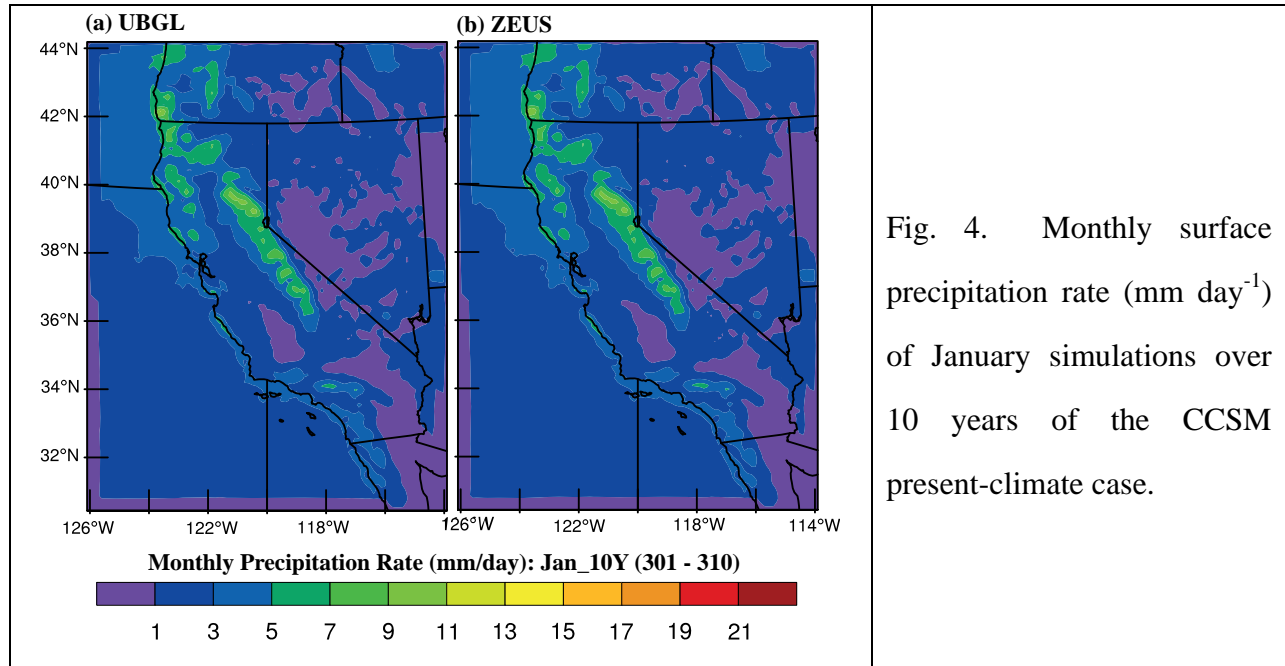 (a) UBGL
(b) ZEUS
44°N
42°N
40°N
38°N
36°N
34°N
32°N
126°W 122°W 118°W 126°W 122°W 118°W 114°W
Monthly Precipitation Rate (mm/day): Jan_10Y (301 - 310)
1 3 5 7 9 11 13 15 17 19 21
Fig. 4. Monthly surface
precipitation rate (mm day-1)
of January simulations over
10 years of the CCSM
present-climate case.